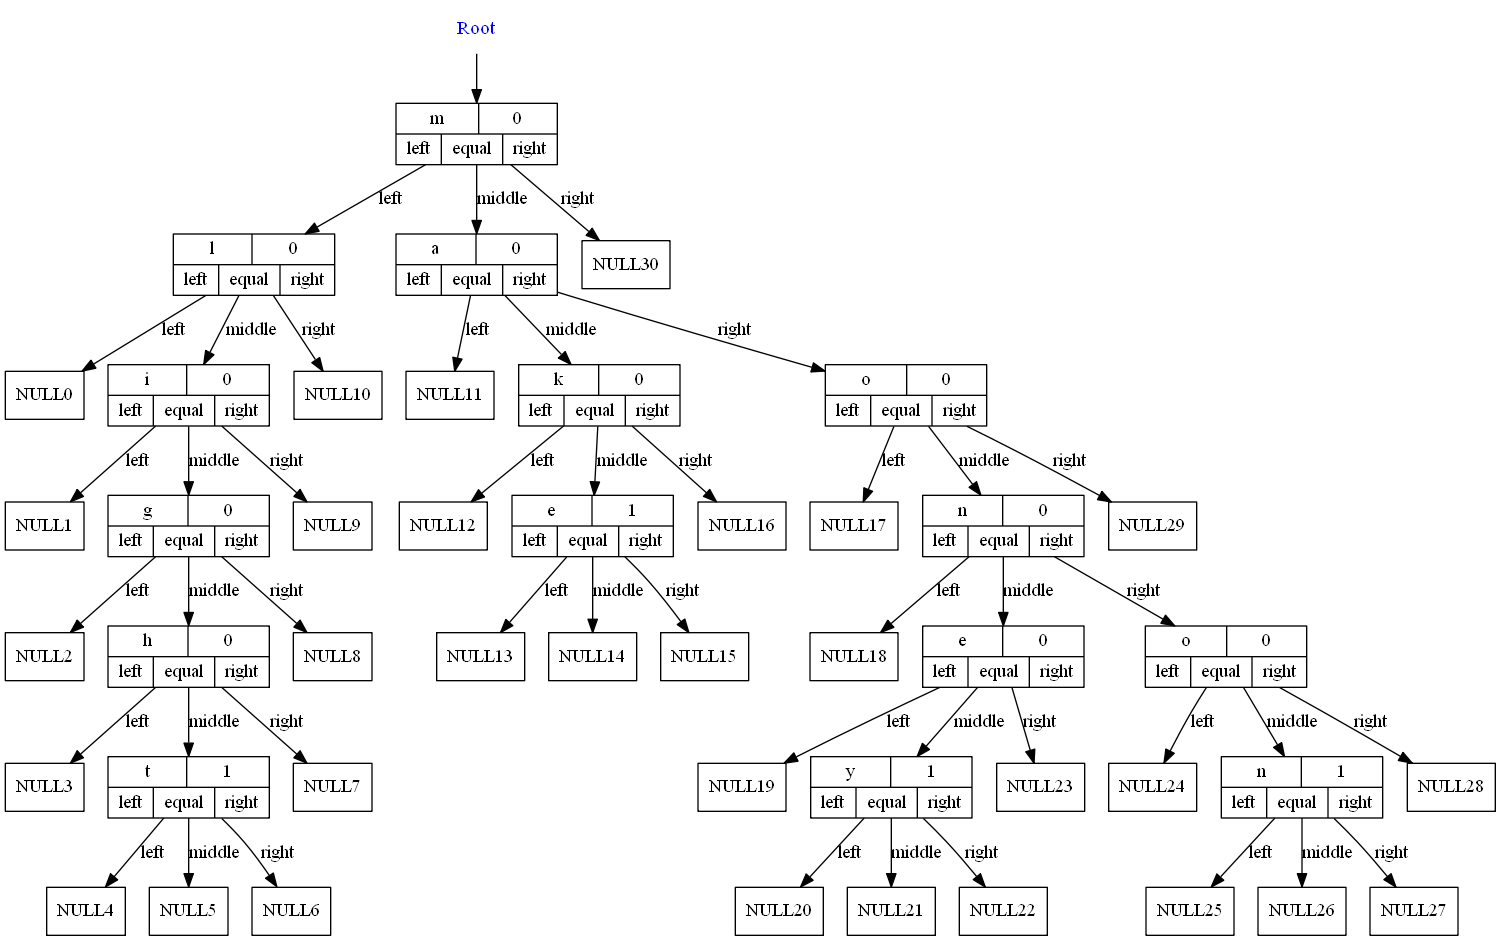 Root
m 0
left equal right
left middle right
l 0 a 0
left equal right left equal right NULL30
left middle right left middle right
NULL0 i 0 NULL10 NULL11 k 0 o 0
left equal right left equal right left equal right
left middle right left middle right left middle right
NULL1 g 0 NULL9 NULL12 e 1 NULL16 NULL17 n 0 NULL29
left equal right left equal right left equal right
left middle right left middle right left middle right
NULL2 h 0 NULL8 NULL13 NULL14 NULL15 NULL18 e 0 o 0
left equal right left equal right left equal right
left middle right left middle right left middle right
NULL3 t 1 NULL7 NULL19 y 1 NULL23 NULL24 n 1 NULL28
left equal right left equal right left equal right
left middle right left middle right left middle right
NULL4 NULL5 NULL6 NULL20 NULL21 NULL22 NULL25 NULL26 NULL27